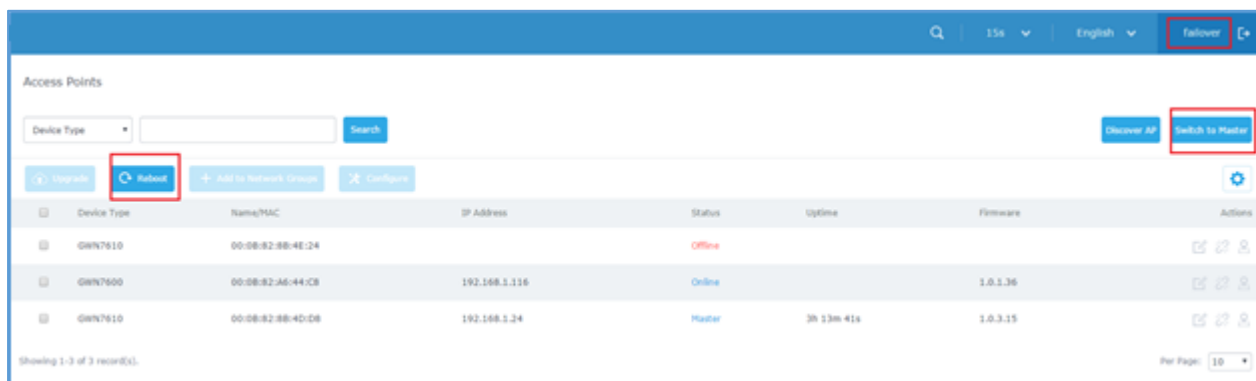 15s English failover
Access Points
Device Type Search Discover AP Switch to Master
Upgrade Reboot + Add to Network Groups Configure
Device Type Name/MAC IP Address Status Uptime Firmware Actions
GWN7610 00:0B:82:8B:4E:24 Offline
GWN7600 00:0B:82:A6:44:C8 192.168.1.116 Online 1.0.1.36
GWN7610 00:0B:82:8B:4D:D8 192.168.1.24 Master 3h 13m 41s 1.0.3.15
Showing 1-3 of 3 record(s). Per Page: 10